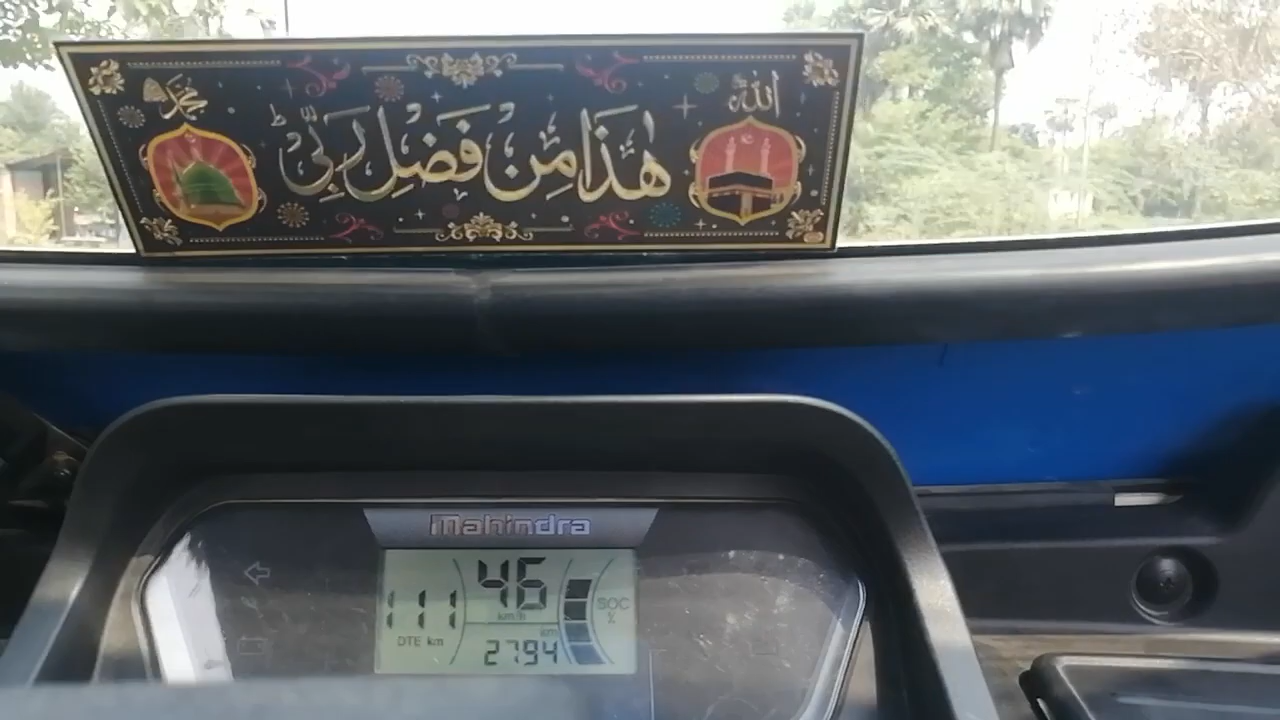 محمد
الله
هٰذَا مِنْ فَضْلِ رَبِّیْ
Mahindra
46
km/h
111
DTE km
SOC
%
km
2794